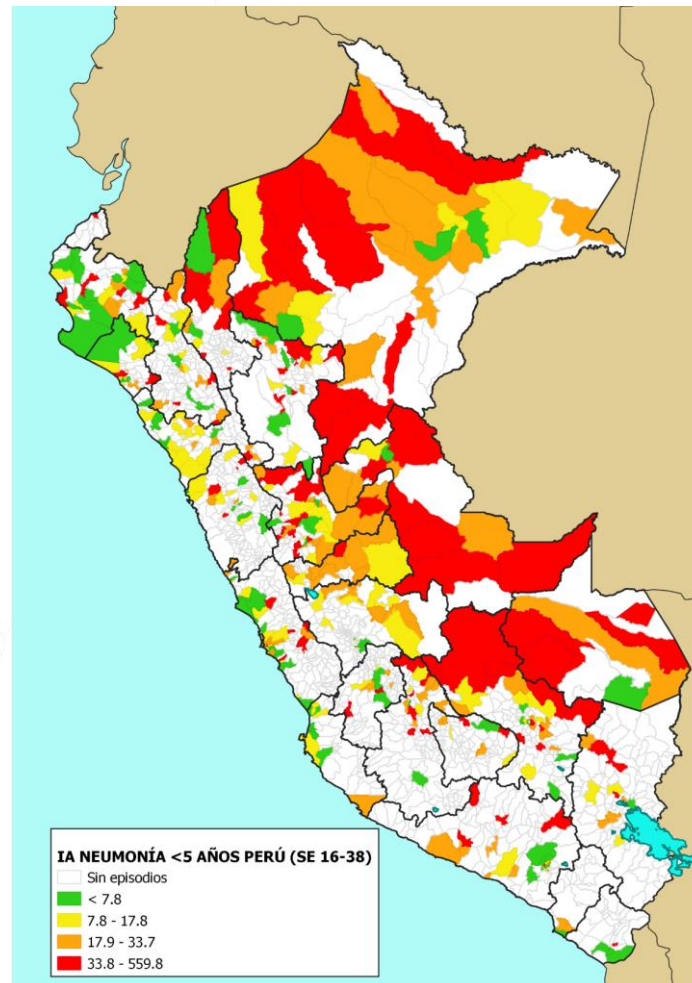 IA NEUMONÍA <5 AÑOS PERÚ (SE 16-38)
Sin episodios
< 7.8
7.8 - 17.8
17.9 - 33.7
33.8 - 559.8